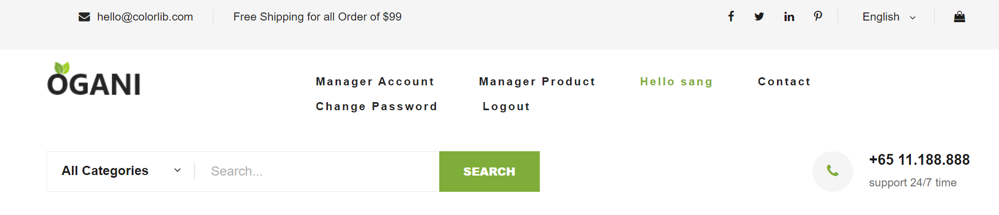 hello@colorlib.com Free Shipping for all Order of $99 English
OGANI
Manager Account Manager Product Hello sang Contact
Change Password Logout
All Categories Search... SEARCH
+65 11.188.888
support 24/7 time